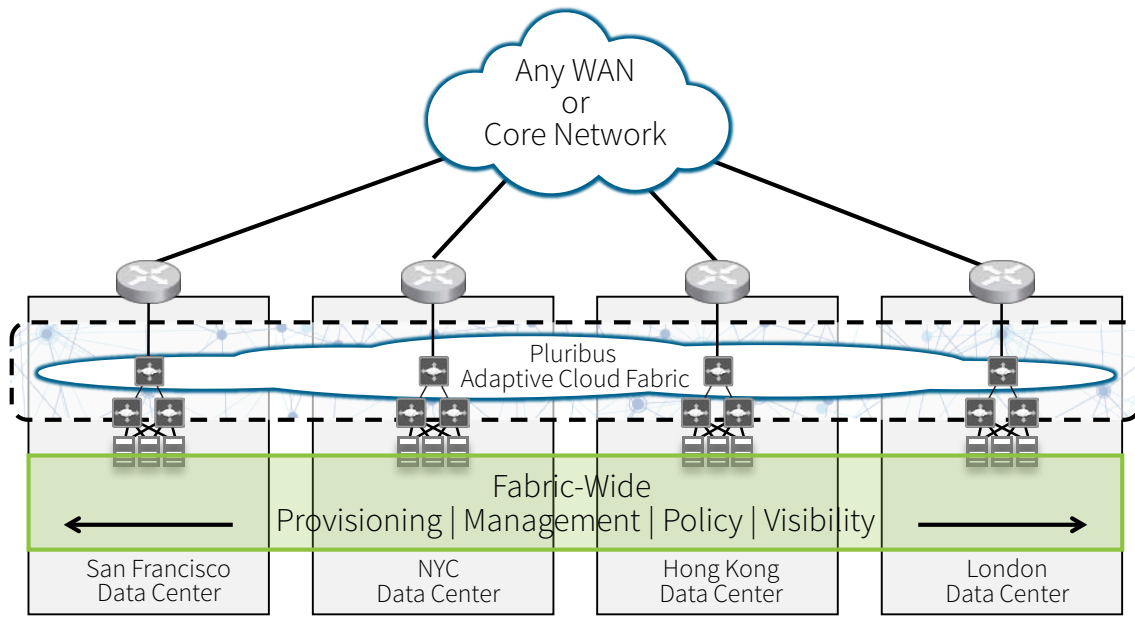 Any WAN
or
Core Network
Pluribus
Adaptive Cloud Fabric
Fabric-Wide
Provisioning | Management | Policy | Visibility
San Francisco
Data Center
NYC
Data Center
Hong Kong
Data Center
London
Data Center